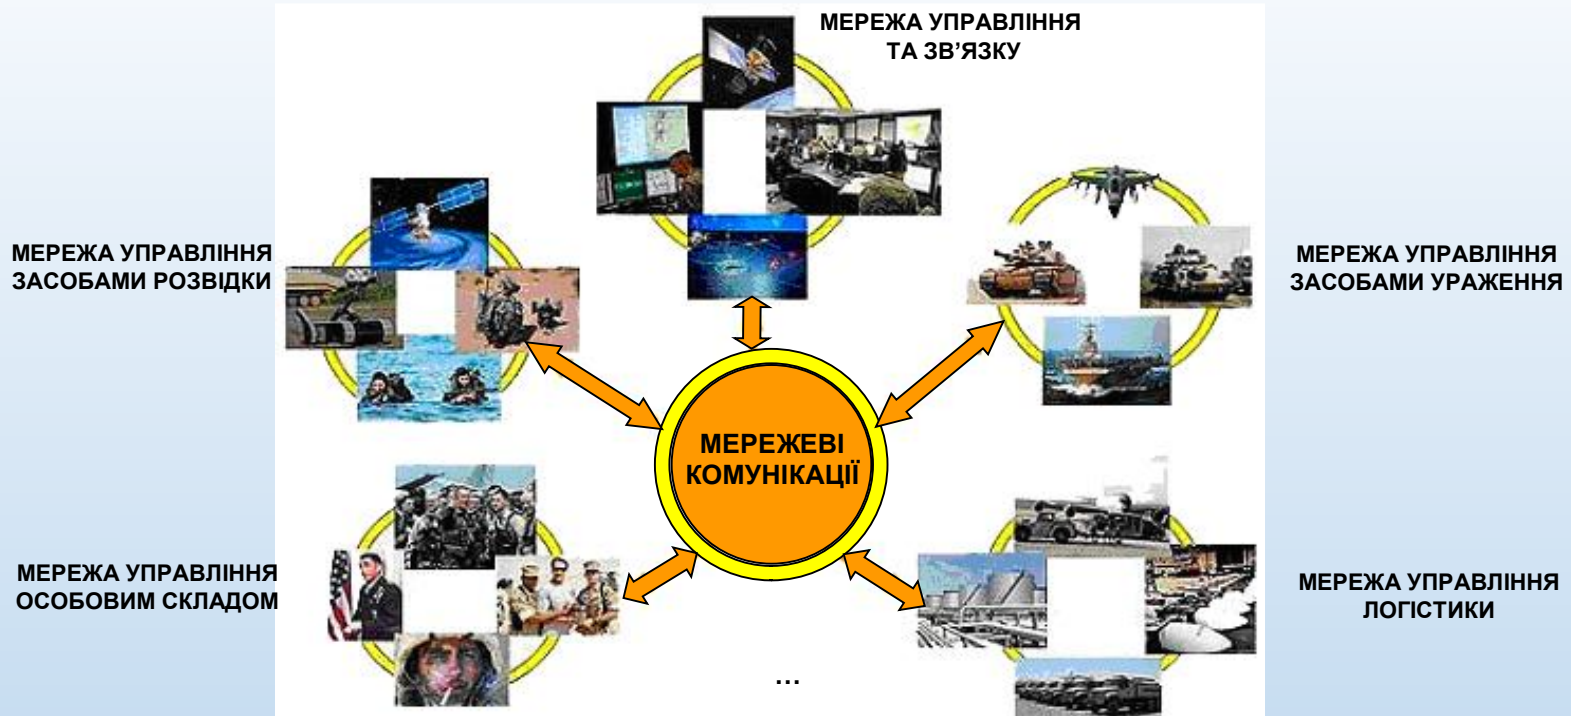 МЕРЕЖА УПРАВЛІННЯ
ТА ЗВ’ЯЗКУ
МЕРЕЖА УПРАВЛІННЯ
ЗАСОБАМИ РОЗВІДКИ
МЕРЕЖА УПРАВЛІННЯ
ЗАСОБАМИ УРАЖЕННЯ
МЕРЕЖЕВІ
КОМУНІКАЦІЇ
МЕРЕЖА УПРАВЛІННЯ
ОСОБОВИМ СКЛАДОМ
МЕРЕЖА УПРАВЛІННЯ
ЛОГІСТИКИ
...